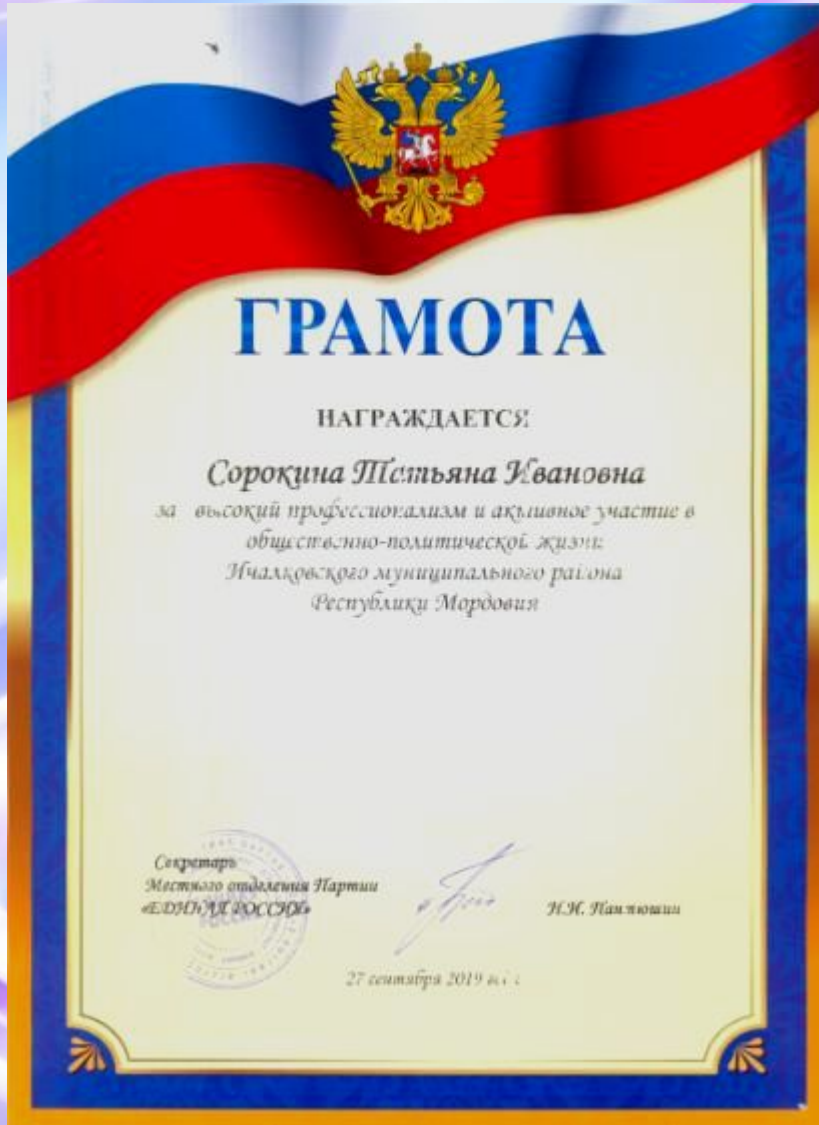 ГРАМОТА
НАГРАЖДАЕТСЯ
Сорокина Татьяна Ивановна
за высокий профессионализм и активное участие в
общественно-политической жизни
Ичалковского муниципального района
Республики Мордовия
Секретарь
Местного отделения Партии
«ЕДИНАЯ РОССИЯ»
Н.И. Пантюшин
27 сентября 2019